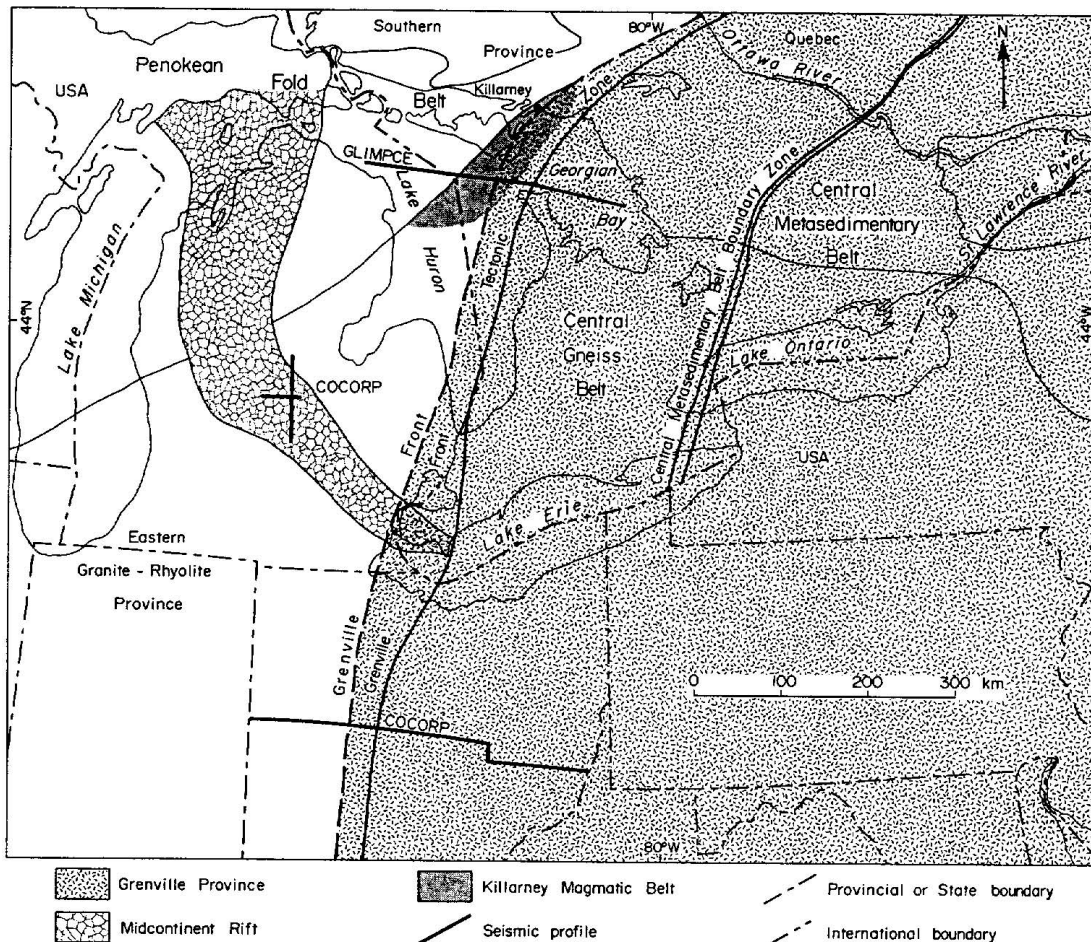 Southern
Province
80°W
Quebec
Ottawa River
N
Penokean
USA
Fold
Belt
Killarney
Zone
GLIMPCE
Lake
Georgian
Bay
Huron
Tectonic
Central Metasedimentary Belt Boundary Zone
Central
Metasedimentary
Belt
St. Lawrence River
Lake Michigan
44°N
44°N
Central
Gneiss
Belt
Lake Ontario
COCORP
Front
Front
USA
Lake Erie
Eastern
Granite - Rhyolite
Province
Grenville
Grenville
0 100 200 300 km
COCORP
80°W
Grenville Province
Killarney Magmatic Belt
Provincial or State boundary
Midcontinent Rift
Seismic profile
International boundary